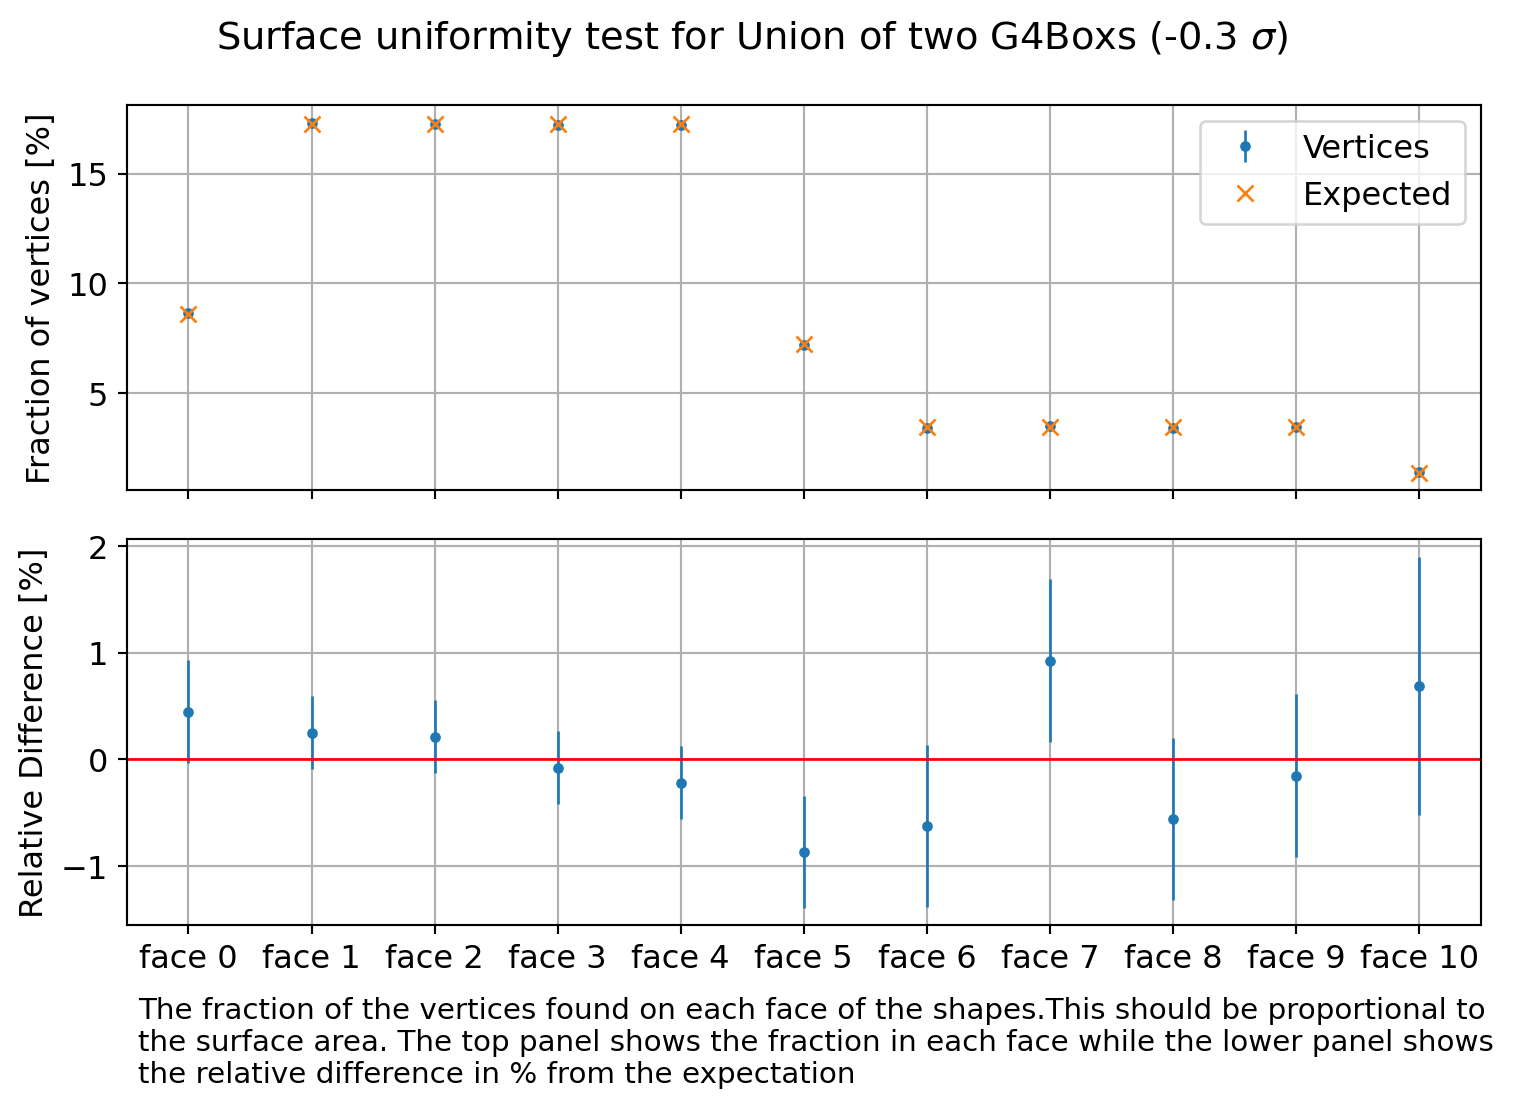 Surface uniformity test for Union of two G4Boxs (-0.3 σ)
Fraction of vertices [%]
15
10
5
Vertices
Expected
Relative Difference [%]
2
1
0
−1
face 0 face 1 face 2 face 3 face 4 face 5 face 6 face 7 face 8 face 9 face 10
The fraction of the vertices found on each face of the shapes.This should be proportional to
the surface area. The top panel shows the fraction in each face while the lower panel shows
the relative difference in % from the expectation